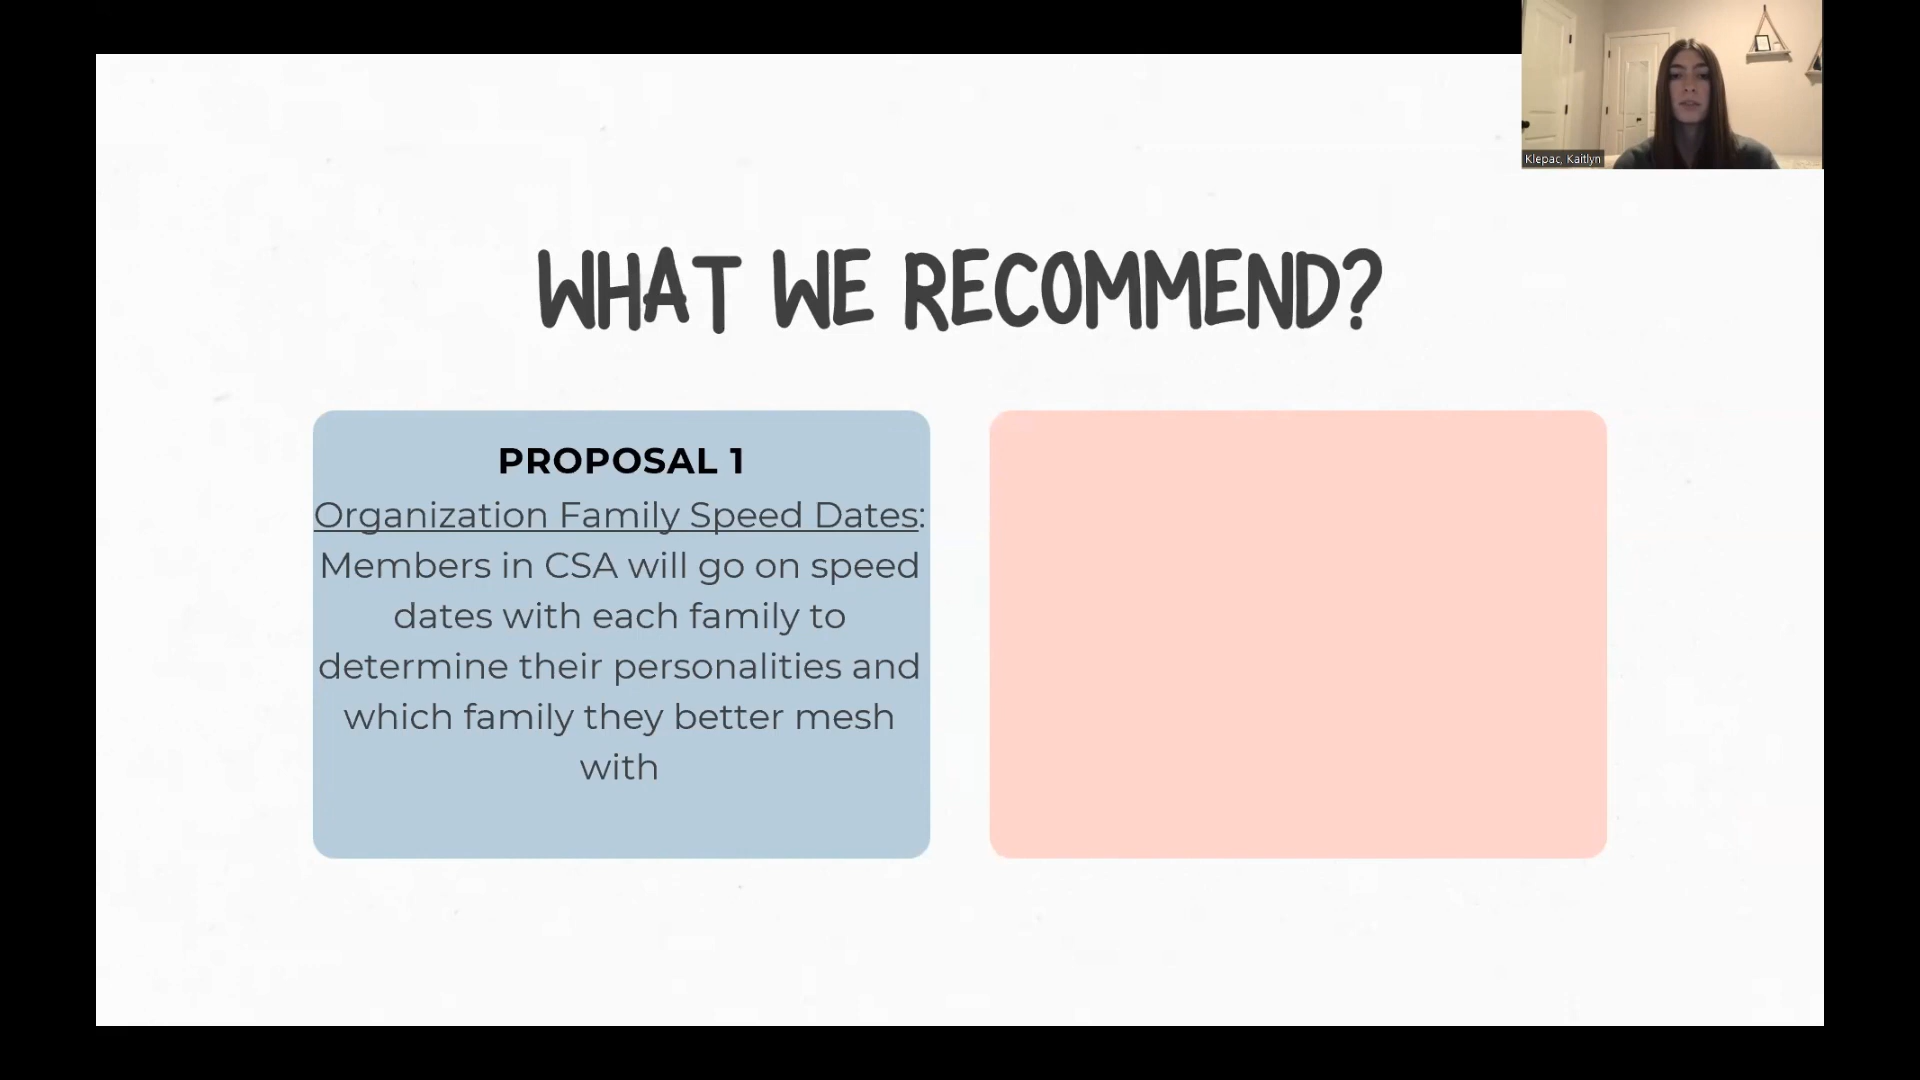 Klepac, Kaitlyn
WHAT WE RECOMMEND?
PROPOSAL 1
Organization Family Speed Dates:
Members in CSA will go on speed
dates with each family to
determine their personalities and
which family they better mesh
with